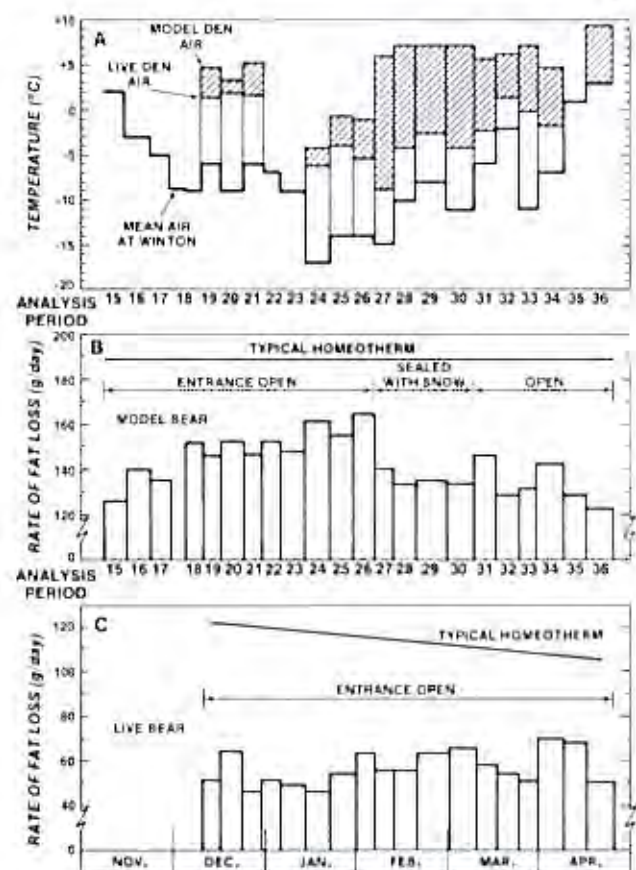 +10
A
MODEL DEN
AIR
+5
LIVE DEN
AIR
0
-5
-10
MEAN AIR
AT WINTON
-15
-20
TEMPERATURE (°C)
ANALYSIS
PERIOD
15 16 17 18 19 20 21 22 23 24 25 26 27 28 29 30 31 32 33 34 35 36
200
B
TYPICAL HOMEOTHERM
180
SEALED
ENTRANCE OPEN
WITH SNOW
OPEN
160
MODEL BEAR
140
120
0
RATE OF FAT LOSS (g/day)
ANALYSIS
PERIOD
15 16 17 18 19 20 21 22 23 24 25 26 27 28 29 30 31 32 33 34 35 36
C
120
TYPICAL HOMEOTHERM
100
ENTRANCE OPEN
80
LIVE BEAR
60
40
0
RATE OF FAT LOSS (g/day)
NOV. DEC. JAN. FEB. MAR. APR.